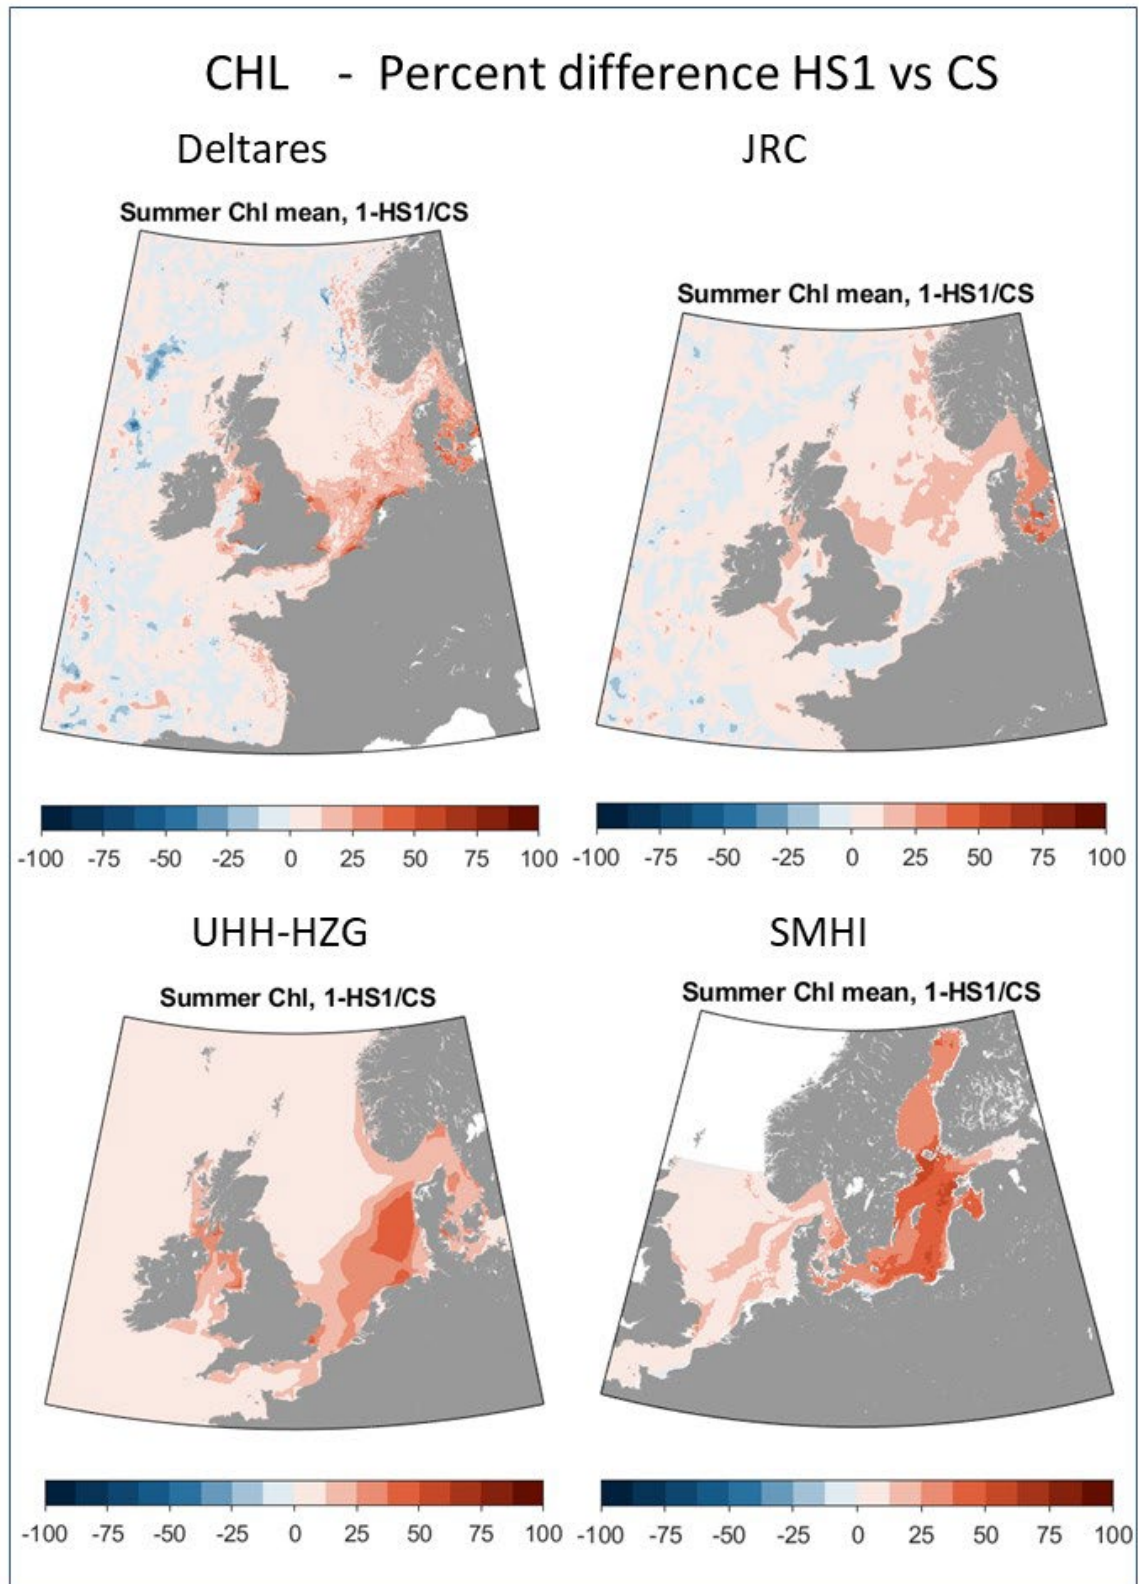 CHL - Percent difference HS1 vs CS
Deltares
JRC
Summer Chl mean, 1-HS1/CS
Summer Chl mean, 1-HS1/CS
-100 -75 -50 -25 0 25 50 75 100
-100 -75 -50 -25 0 25 50 75 100
UHH-HZG
SMHI
Summer Chl, 1-HS1/CS
Summer Chl mean, 1-HS1/CS
-100 -75 -50 -25 0 25 50 75 100
-100 -75 -50 -25 0 25 50 75 100